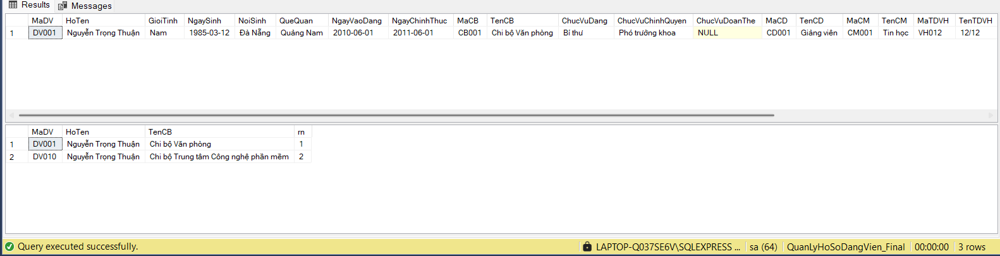 Results Messages
MaDV HoTen GioiTinh NgaySinh NoiSinh QueQuan NgayVaoDang NgayChinhThuc MaCB TenCB ChucVuDang ChucVuChinhQuyen ChucVuDoanThe MaCD TenCD MaCM TenCM MaTDVH TenTDVH
1 DV001 Nguyễn Trọng Thuận Nam 1985-03-12 Đà Nẵng Quảng Nam 2010-06-01 2011-06-01 CB001 Chi bộ Văn phòng Bí thư Phó trưởng khoa NULL CD001 Giảng viên CM001 Tin học VH012 12/12
MaDV HoTen TenCB rn
1 DV001 Nguyễn Trọng Thuận Chi bộ Văn phòng 1
2 DV010 Nguyễn Trọng Thuận Chi bộ Trung tâm Công nghệ phần mềm 2
Query executed successfully. LAPTOP-Q037SE6V\SQLEXPRESS ... sa (64) QuanLyHoSoDangVien_Final 00:00:00 3 rows